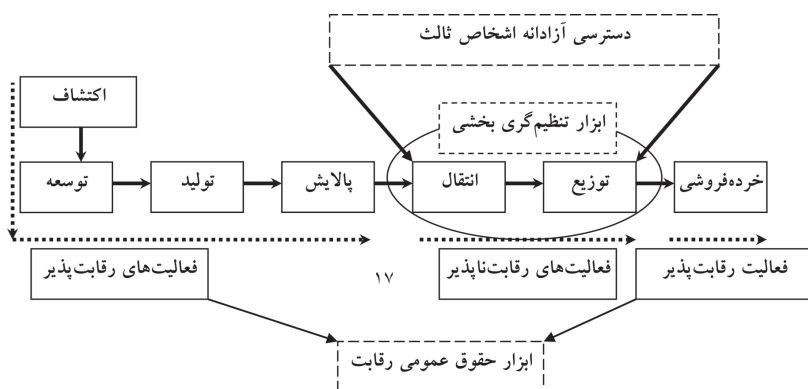 دسترسی آزادانه اشخاص ثالث
اکتشاف
ابزار تنظیم‌گری بخشی
توسعه
تولید
پالایش
انتقال
توزیع
خرده‌فروشی
فعالیت‌های رقابت‌پذیر
۱۷
فعالیت‌های رقابت‌ناپذیر
فعالیت رقابت‌پذیر
ابزار حقوق عمومی رقابت